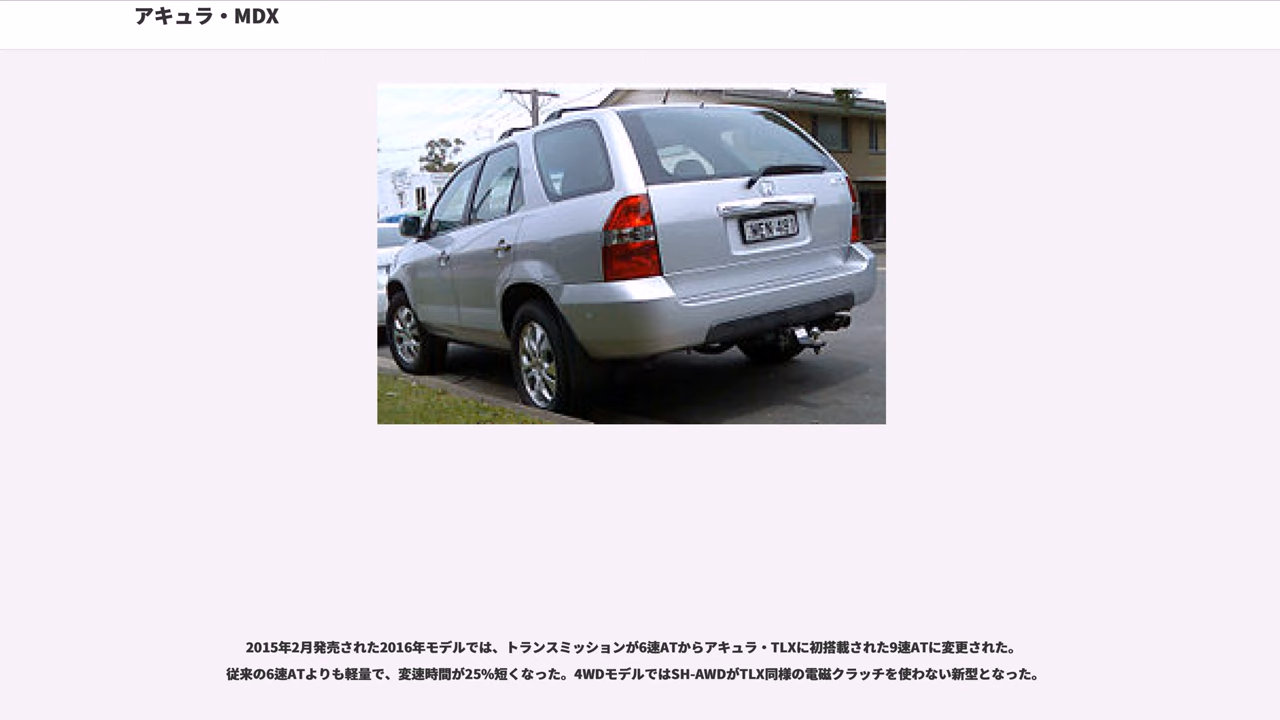 アキュラ・MDX
2015年2月発売された2016年モデルでは、トランスミッションが6速ATからアキュラ・TLXに初搭載された9速ATに変更された。
従来の6速ATよりも軽量で、変速時間が25%短くなった。4WDモデルではSH-AWDがTLX同様の電磁クラッチを使わない新型となった。